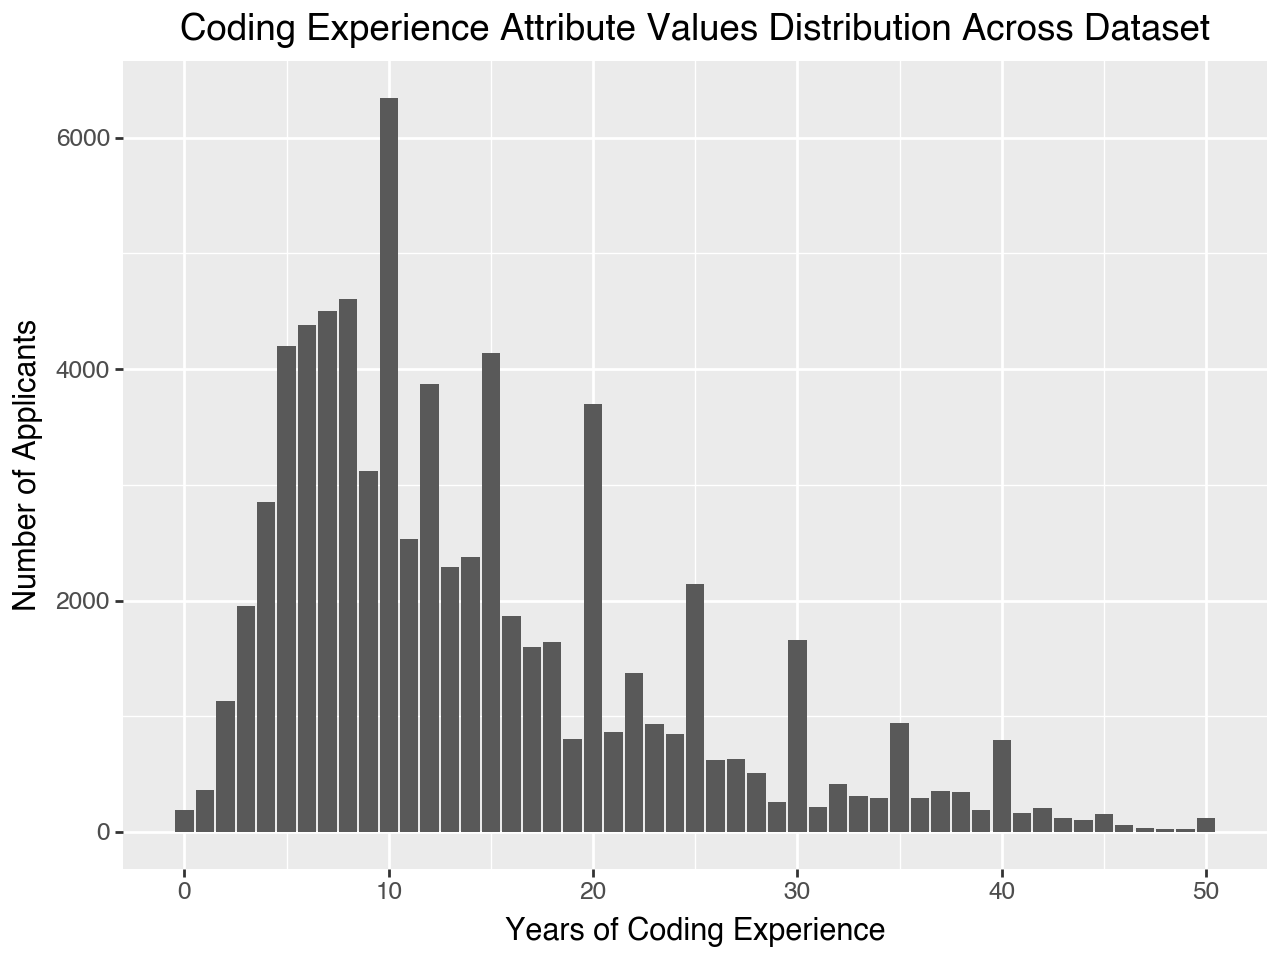 Coding Experience Attribute Values Distribution Across Dataset
Number of Applicants
6000
4000
2000
0
0 10 20 30 40 50
Years of Coding Experience